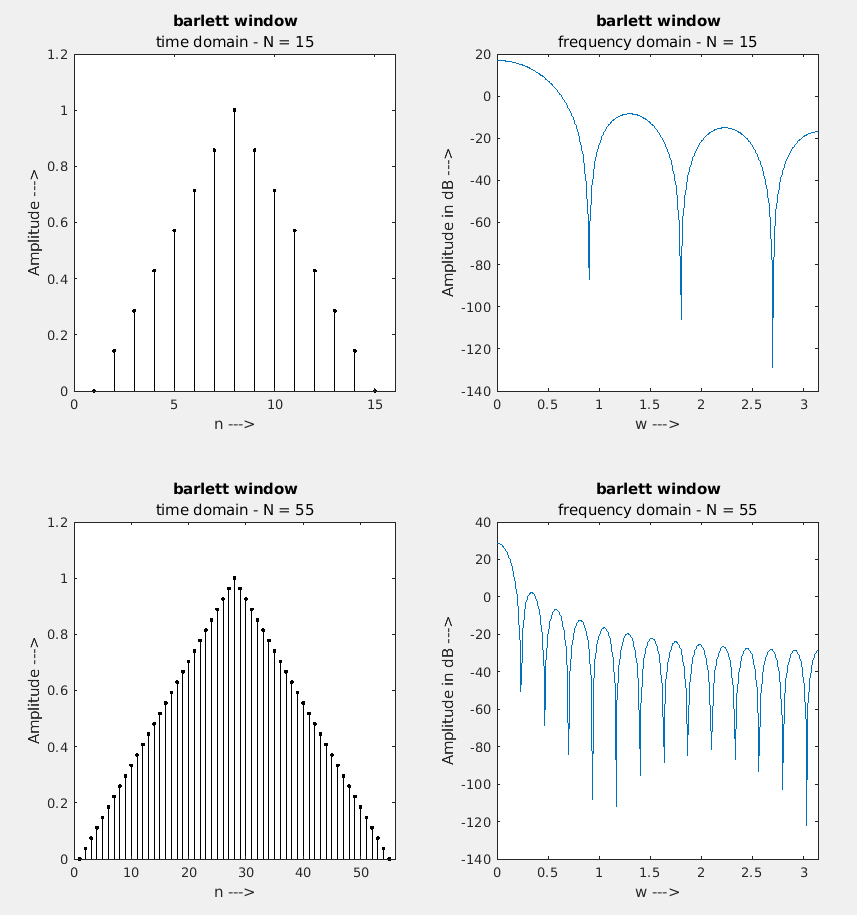 barlett window
time domain - N = 15
1.2
1
0.8
0.6
0.4
0.2
0
0 5 10 15
Amplitude --->
n --->
barlett window
frequency domain - N = 15
20
0
-20
-40
-60
-80
-100
-120
-140
0 0.5 1 1.5 2 2.5 3
Amplitude in dB --->
w --->
barlett window
time domain - N = 55
1.2
1
0.8
0.6
0.4
0.2
0
0 10 20 30 40 50
Amplitude --->
n --->
barlett window
frequency domain - N = 55
40
20
0
-20
-40
-60
-80
-100
-120
-140
0 0.5 1 1.5 2 2.5 3
Amplitude in dB --->
w --->